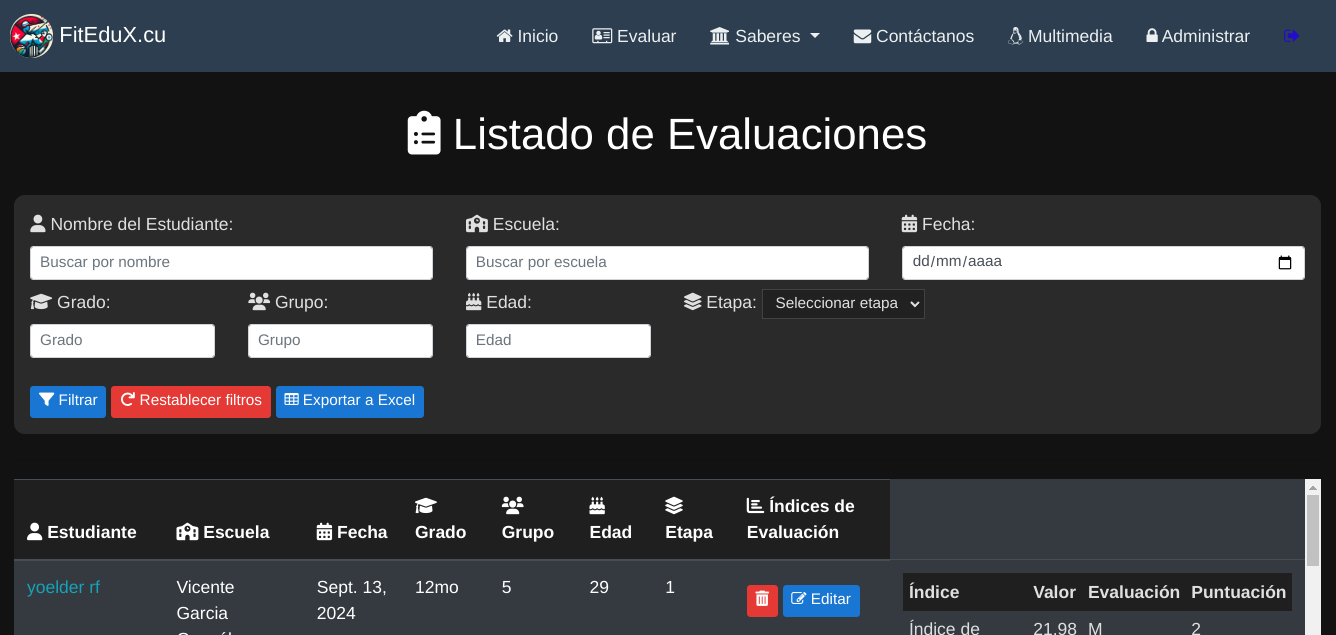 FitEduX.cu
Inicio Evaluar Saberes Contáctanos Multimedia Administrar
Listado de Evaluaciones
Nombre del Estudiante: Escuela: Fecha:
Buscar por nombre Buscar por escuela dd/mm/aaaa
Grado: Grupo: Edad: Etapa: Seleccionar etapa
Grado Grupo Edad
Filtrar Restablecer filtros Exportar a Excel
Estudiante Escuela Fecha Grado Grupo Edad Etapa Índices de Evaluación
yoelder rf Vicente Garcia Sept. 13, 2024 12mo 5 29 1 Editar
Índice Valor Evaluación Puntuación
Índice de 21.98 M 2